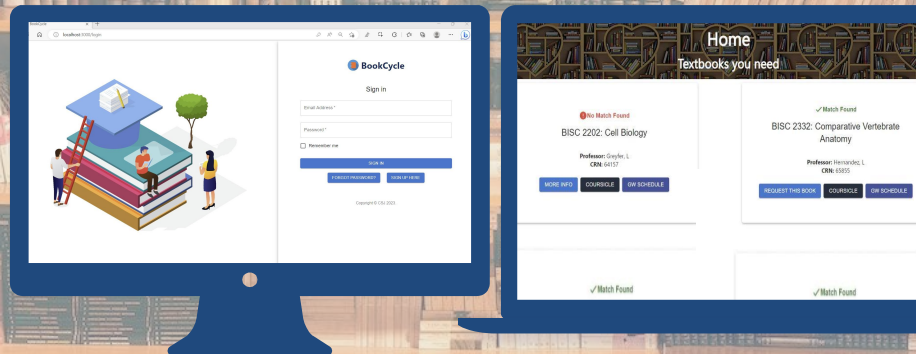 BookCycle
localhost:3000/login
BookCycle
Sign in
Email Address *
Password *
Remember me
SIGN IN
FORGOT PASSWORD?
SIGN UP HERE
Copyright © CRJ 2023.
Home
Textbooks you need
No Match Found
BISC 2202: Cell Biology
Professor: Greyfer, L
CRN: 64157
MORE INFO
COURSICLE
GW SCHEDULE
Match Found
BISC 2332: Comparative Vertebrate
Anatomy
Professor: Hernandez, L
CRN: 65855
REQUEST THIS BOOK
COURSICLE
GW SCHEDULE
Match Found
Match Found